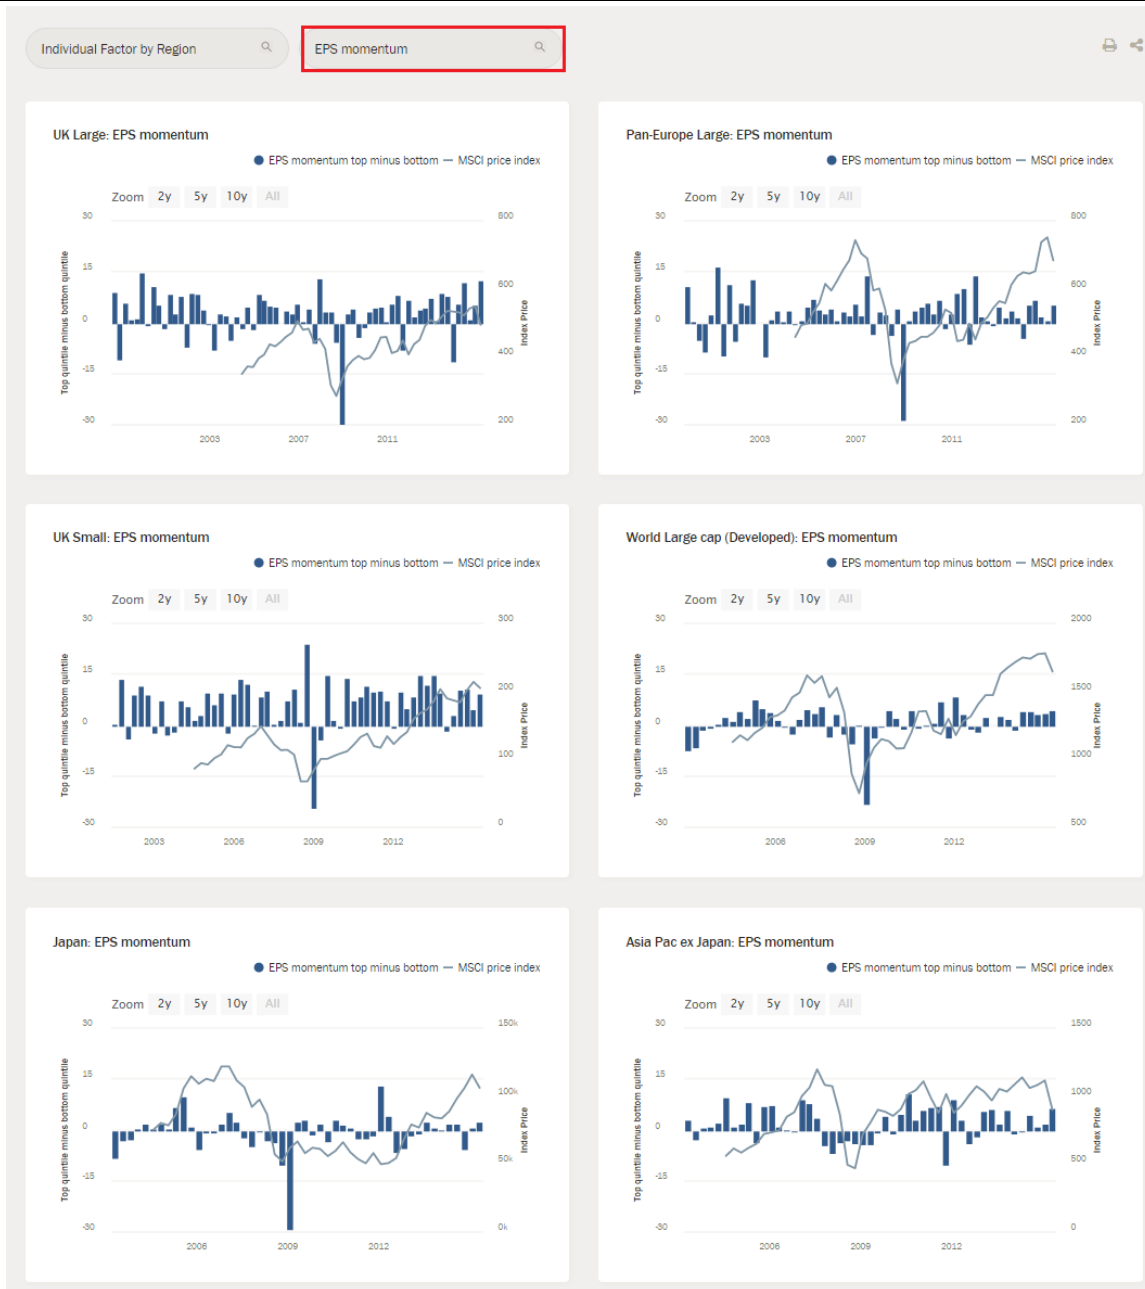 Individual Factor by Region
EPS momentum
UK Large: EPS momentum
EPS momentum top minus bottom MSCI price index
Zoom 2y 5y 10y All
30 800
15 600
0 400
-15 200
-30
Top quintile minus bottom quintile
Index Price
2003 2007 2011
Pan-Europe Large: EPS momentum
EPS momentum top minus bottom MSCI price index
Zoom 2y 5y 10y All
30 800
15 600
0 400
-15 200
-30
Top quintile minus bottom quintile
Index Price
2003 2007 2011
UK Small: EPS momentum
EPS momentum top minus bottom MSCI price index
Zoom 2y 5y 10y All
30 300
15 200
0 100
-15 0
-30
Top quintile minus bottom quintile
Index Price
2003 2006 2009 2012
World Large cap (Developed): EPS momentum
EPS momentum top minus bottom MSCI price index
Zoom 2y 5y 10y All
30 2000
15 1500
0 1000
-15 500
-30
Top quintile minus bottom quintile
Index Price
2006 2009 2012
Japan: EPS momentum
EPS momentum top minus bottom MSCI price index
Zoom 2y 5y 10y All
30 150k
15 100k
0 50k
-15 0k
-30
Top quintile minus bottom quintile
Index Price
2006 2009 2012
Asia Pac ex Japan: EPS momentum
EPS momentum top minus bottom MSCI price index
Zoom 2y 5y 10y All
30 1500
15 1000
0 500
-15 0
-30
Top quintile minus bottom quintile
Index Price
2006 2009 2012